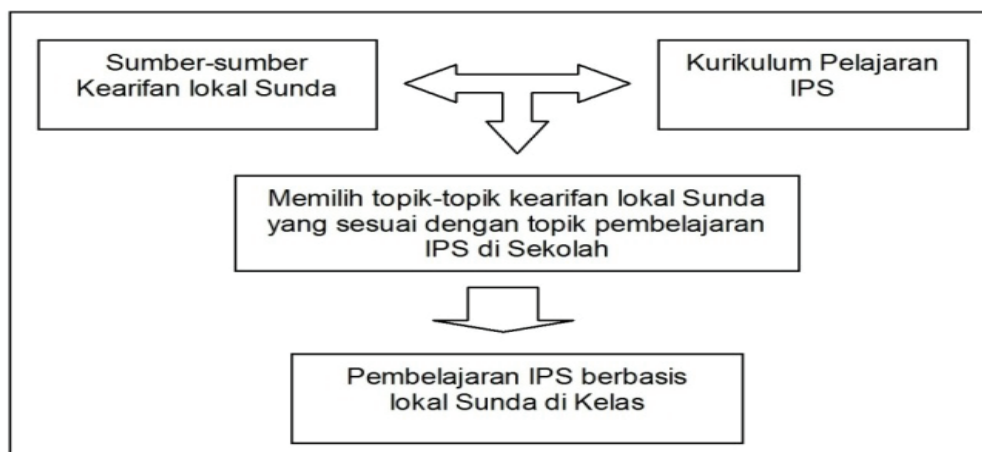 Sumber-sumber
Kearifan lokal Sunda
Kurikulum Pelajaran
IPS
Memilih topik-topik kearifan lokal Sunda
yang sesuai dengan topik pembelajaran
IPS di Sekolah
Pembelajaran IPS berbasis
lokal Sunda di Kelas